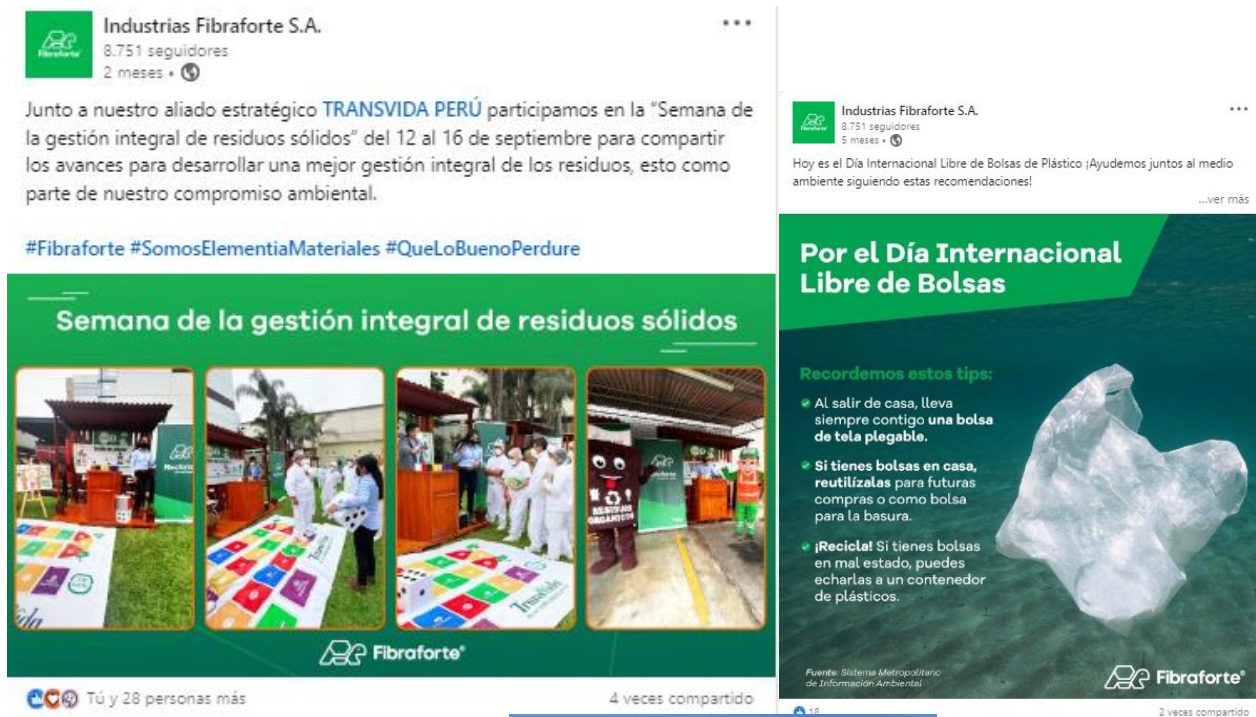 Industrias Fibraforte S.A.
8.751 seguidores
2 meses •
Junto a nuestro aliado estratégico TRANSVIDA PERÚ participamos en la "Semana de
la gestión integral de residuos sólidos" del 12 al 16 de septiembre para compartir
los avances para desarrollar una mejor gestión integral de los residuos, esto como
parte de nuestro compromiso ambiental.
#Fibraforte #SomosElementiaMateriales #QueLoBuenoPerdure
Semana de la gestión integral de residuos sólidos
RESIDUOS
ORGANICOS
Fibraforte®
Tú y 28 personas más
4 veces compartido
Industrias Fibraforte S.A.
8.751 seguidores
5 meses •
Hoy es el Día Internacional Libre de Bolsas de Plástico ¡Ayudemos juntos al medio
ambiente siguiendo estas recomendaciones!
...ver más
Por el Día Internacional
Libre de Bolsas
Recordemos estos tips:
Al salir de casa, lleva
siempre contigo una bolsa
de tela plegable.
Si tienes bolsas en casa,
reutilízalas para futuras
compras o como bolsa
para la basura.
¡Recicla! Si tienes bolsas
en mal estado, puedes
echarlas a un contenedor
de plásticos.
Fuente: Sistema Metropolitano
de Información Ambiental
Fibraforte®
18
2 veces compartido